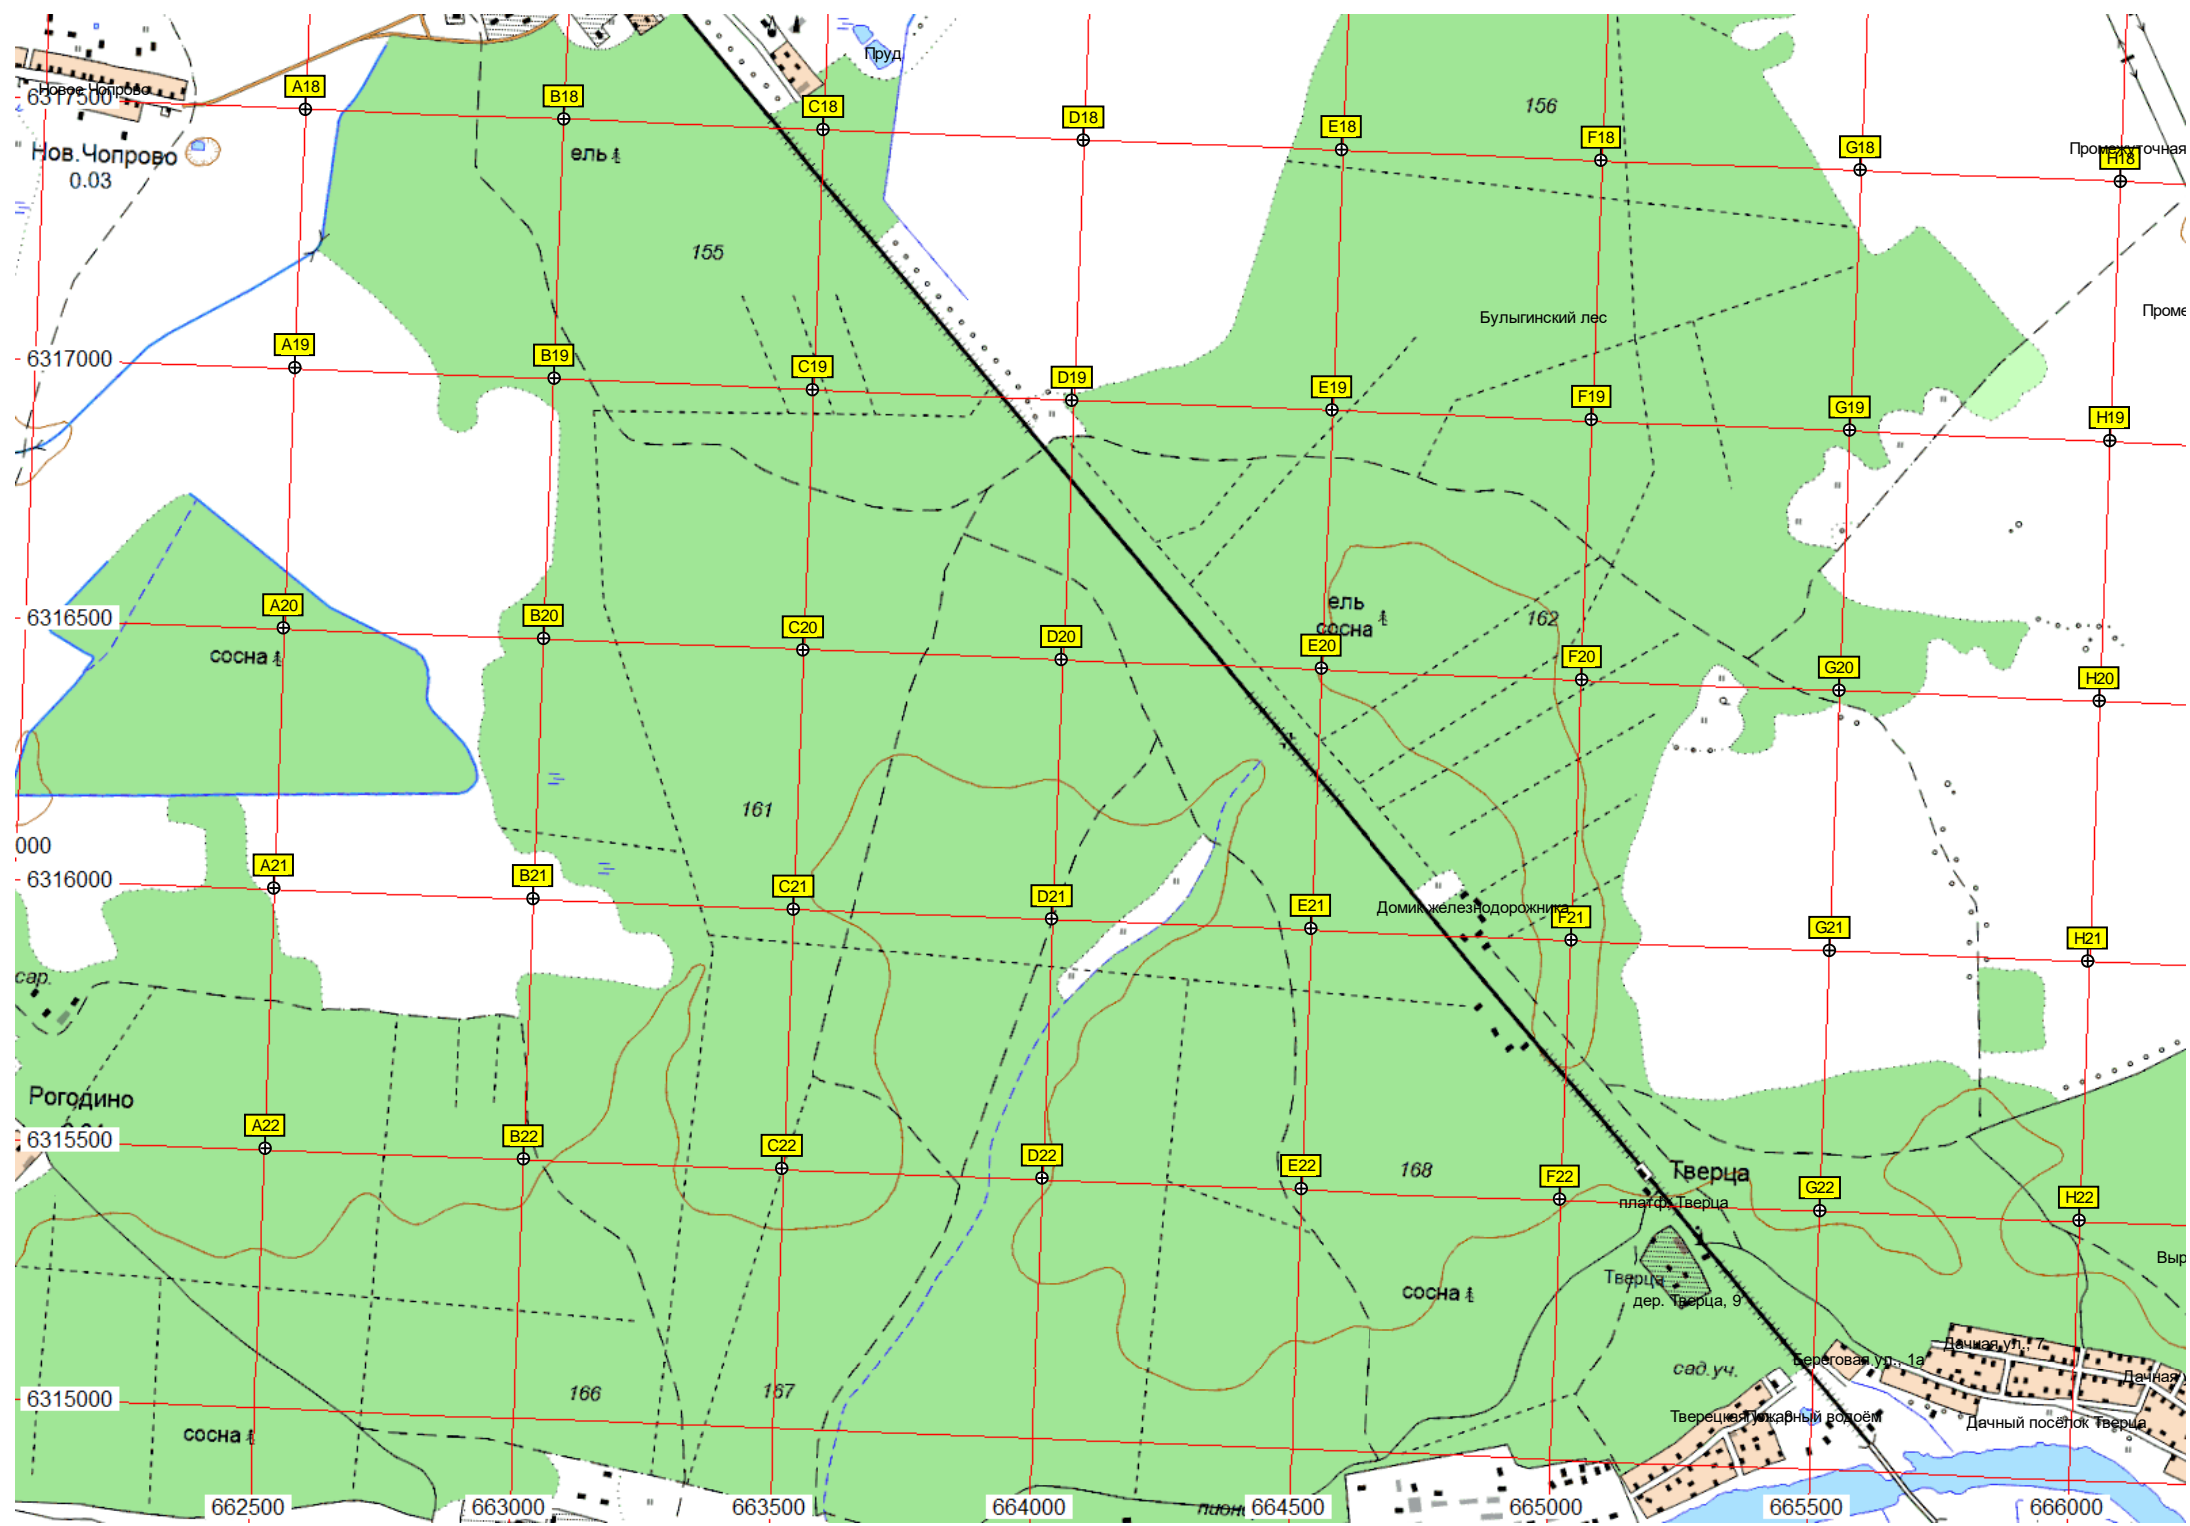 Пруд
A18
B18
C18
D18
E18
F18
G18
H18
156
Новое Чопрово
6317500
Промежуточная
Нов.Чопрово
0.03
ель
155
Булыгинский лес
Проме
6317000
A19
B19
C19
D19
E19
F19
G19
H19
6316500
A20
B20
C20
D20
E20
F20
G20
H20
ель
сосна
162
сосна
161
000
6316000
A21
B21
C21
D21
E21
F21
G21
H21
Домик железнодорожника
сар.
Рогодино
6315500
A22
B22
C22
D22
E22
F22
G22
H22
168
Тверца
платф. Тверца
Выр
Тверца
дер. Тверца, 9
сосна
Дачная ул., 7
Береговая ул., 1а
сад.уч.
Дачная у
166
167
6315000
Тверецкая
пожарный водоём
Дачный посёлок Тверца
сосна
662500
663000
663500
664000
пион
664500
665000
665500
666000